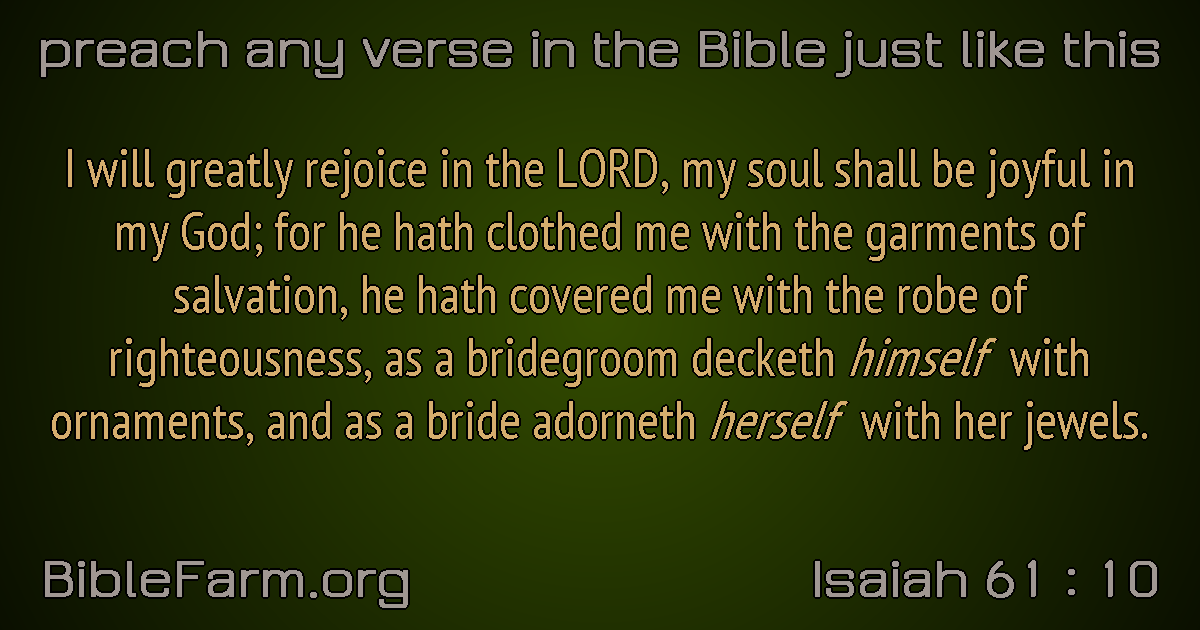 preach any verse in the Bible just like this
I will greatly rejoice in the LORD, my soul shall be joyful in
my God; for he hath clothed me with the garments of
salvation, he hath covered me with the robe of
righteousness, as a bridegroom decketh himself with
ornaments, and as a bride adorneth herself with her jewels.
BibleFarm.org
Isaiah 61 : 10